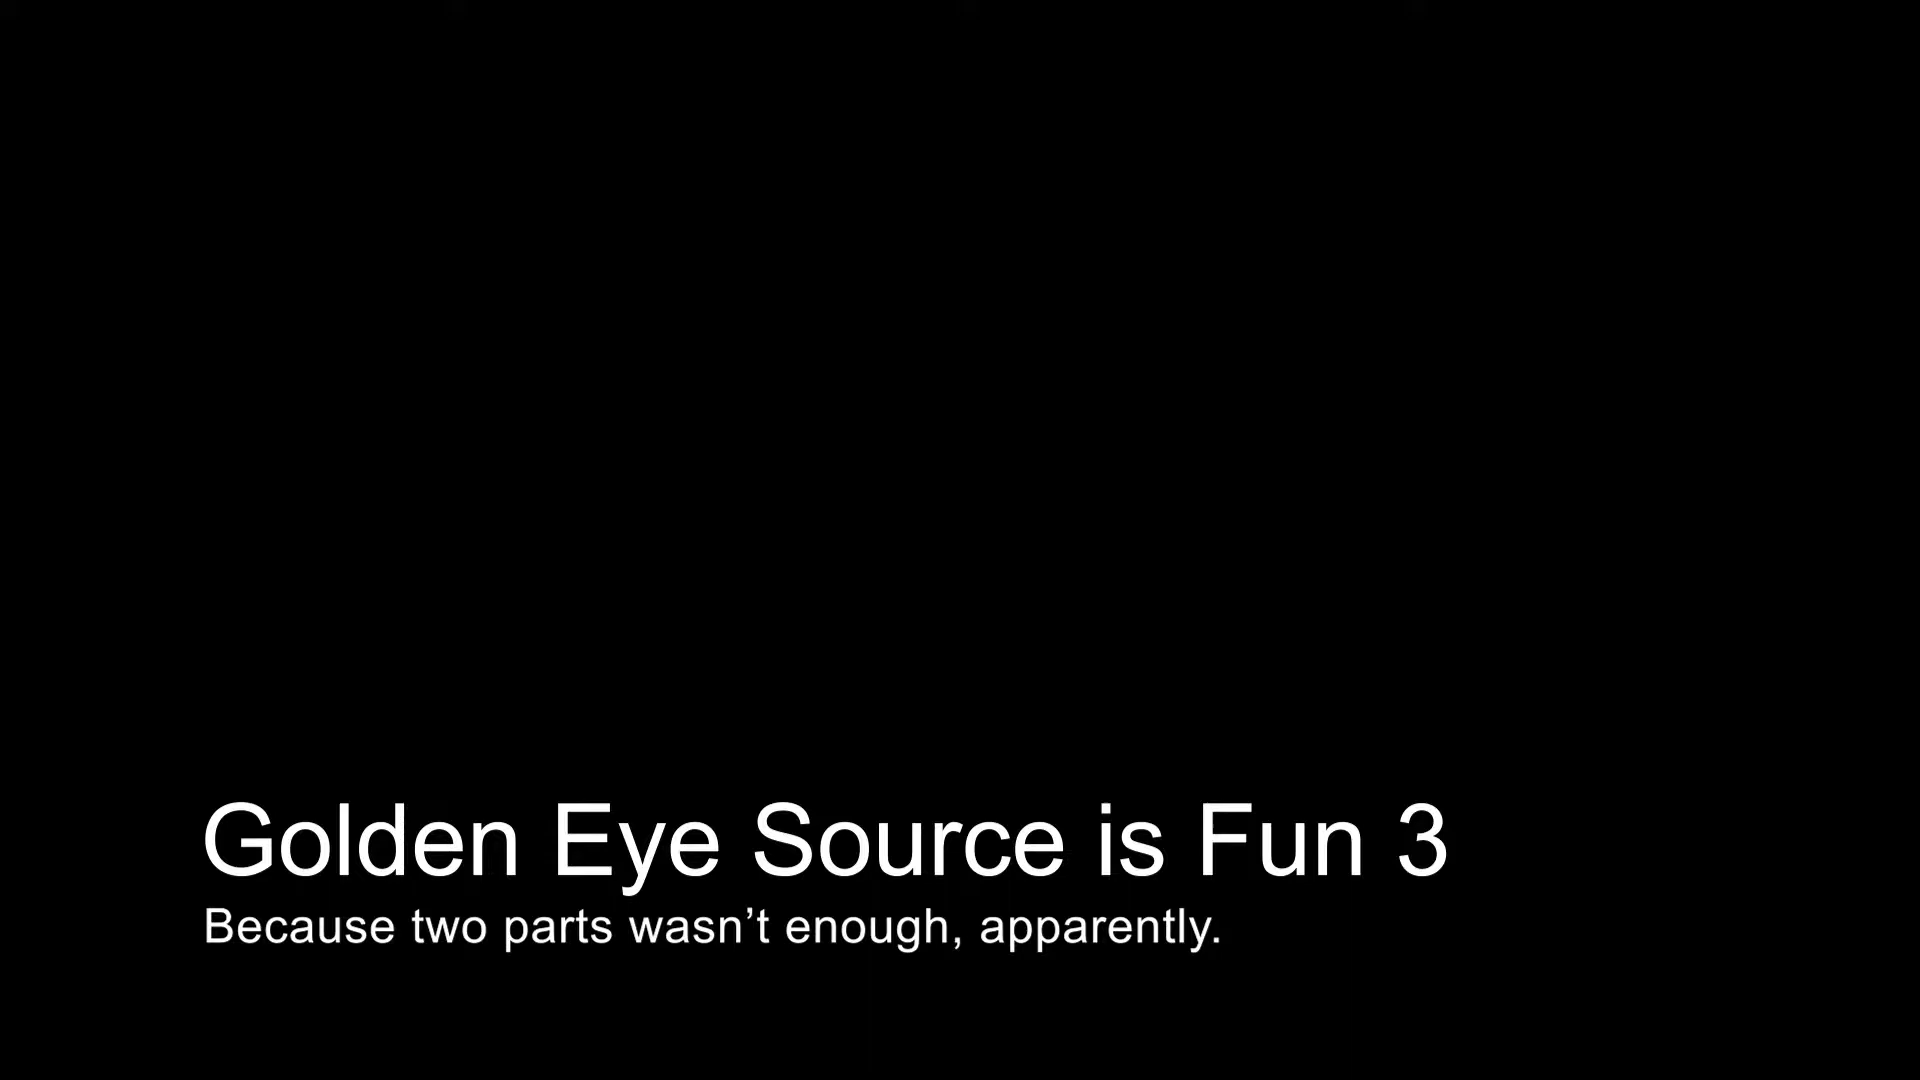 Golden Eye Source is Fun 3
Because two parts wasn’t enough, apparently.